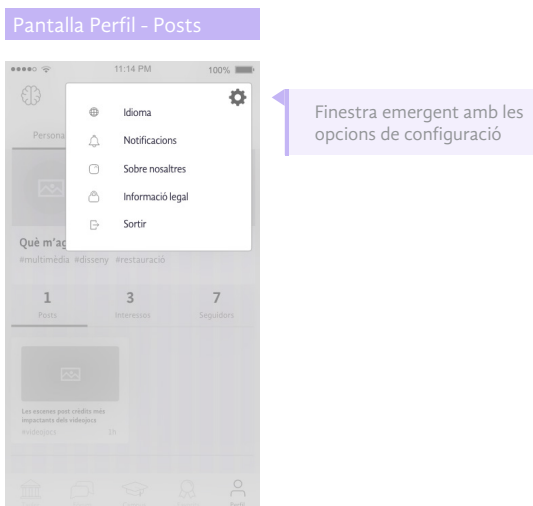 Pantalla Perfil - Posts
11:14 PM
100%
Idioma
Notificacions
Sobre nosaltres
Informació legal
Sortir
Persona
Què m'ag
#multimèdia #disseny #restauració
1
3
7
Posts
Interessos
Seguidors
Les escenes post crèdits més
impactants dels videojocs
#videojocs
Perfil
Finestra emergent amb les
opcions de configuració